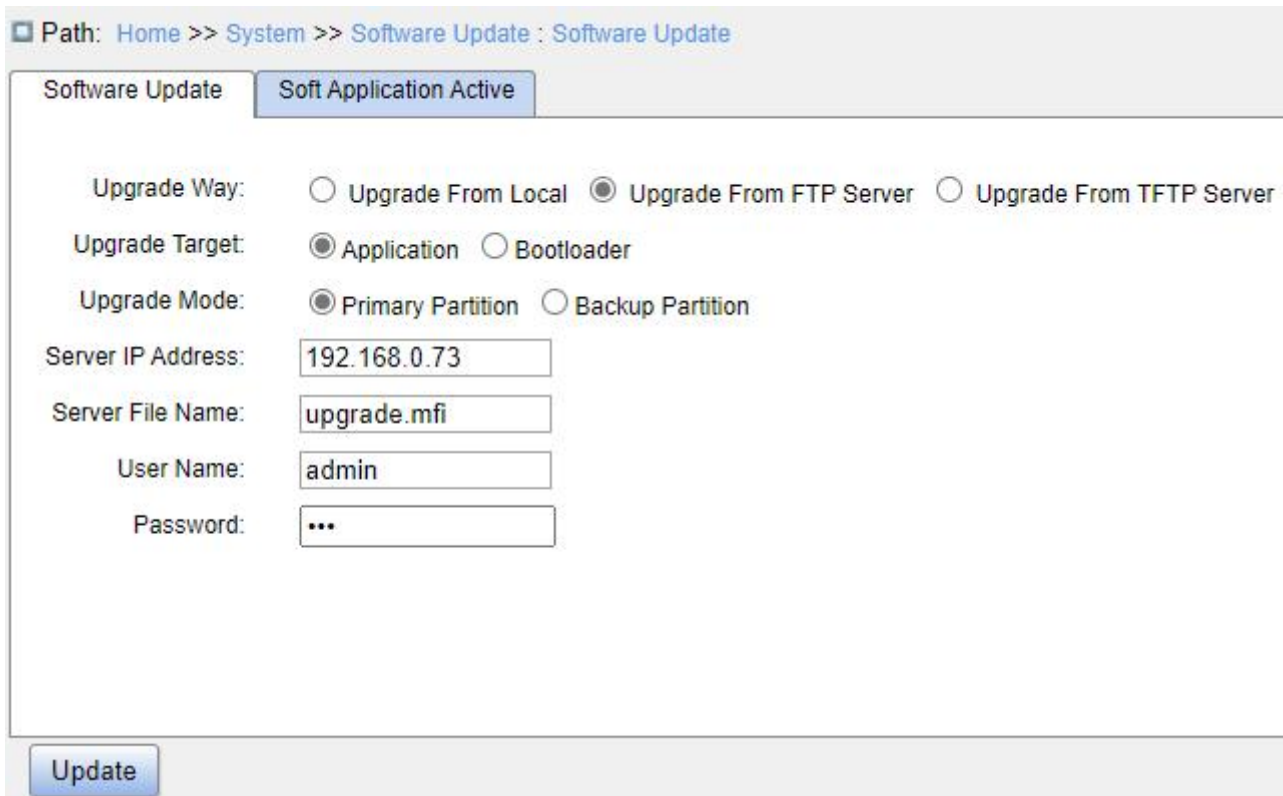 Path: Home >> System >> Software Update : Software Update
Software Update Soft Application Active
Upgrade Way: Upgrade From Local Upgrade From FTP Server Upgrade From TFTP Server
Upgrade Target: Application Bootloader
Upgrade Mode: Primary Partition Backup Partition
Server IP Address: 192.168.0.73
Server File Name: upgrade.mfi
User Name: admin
Password: •••
Update